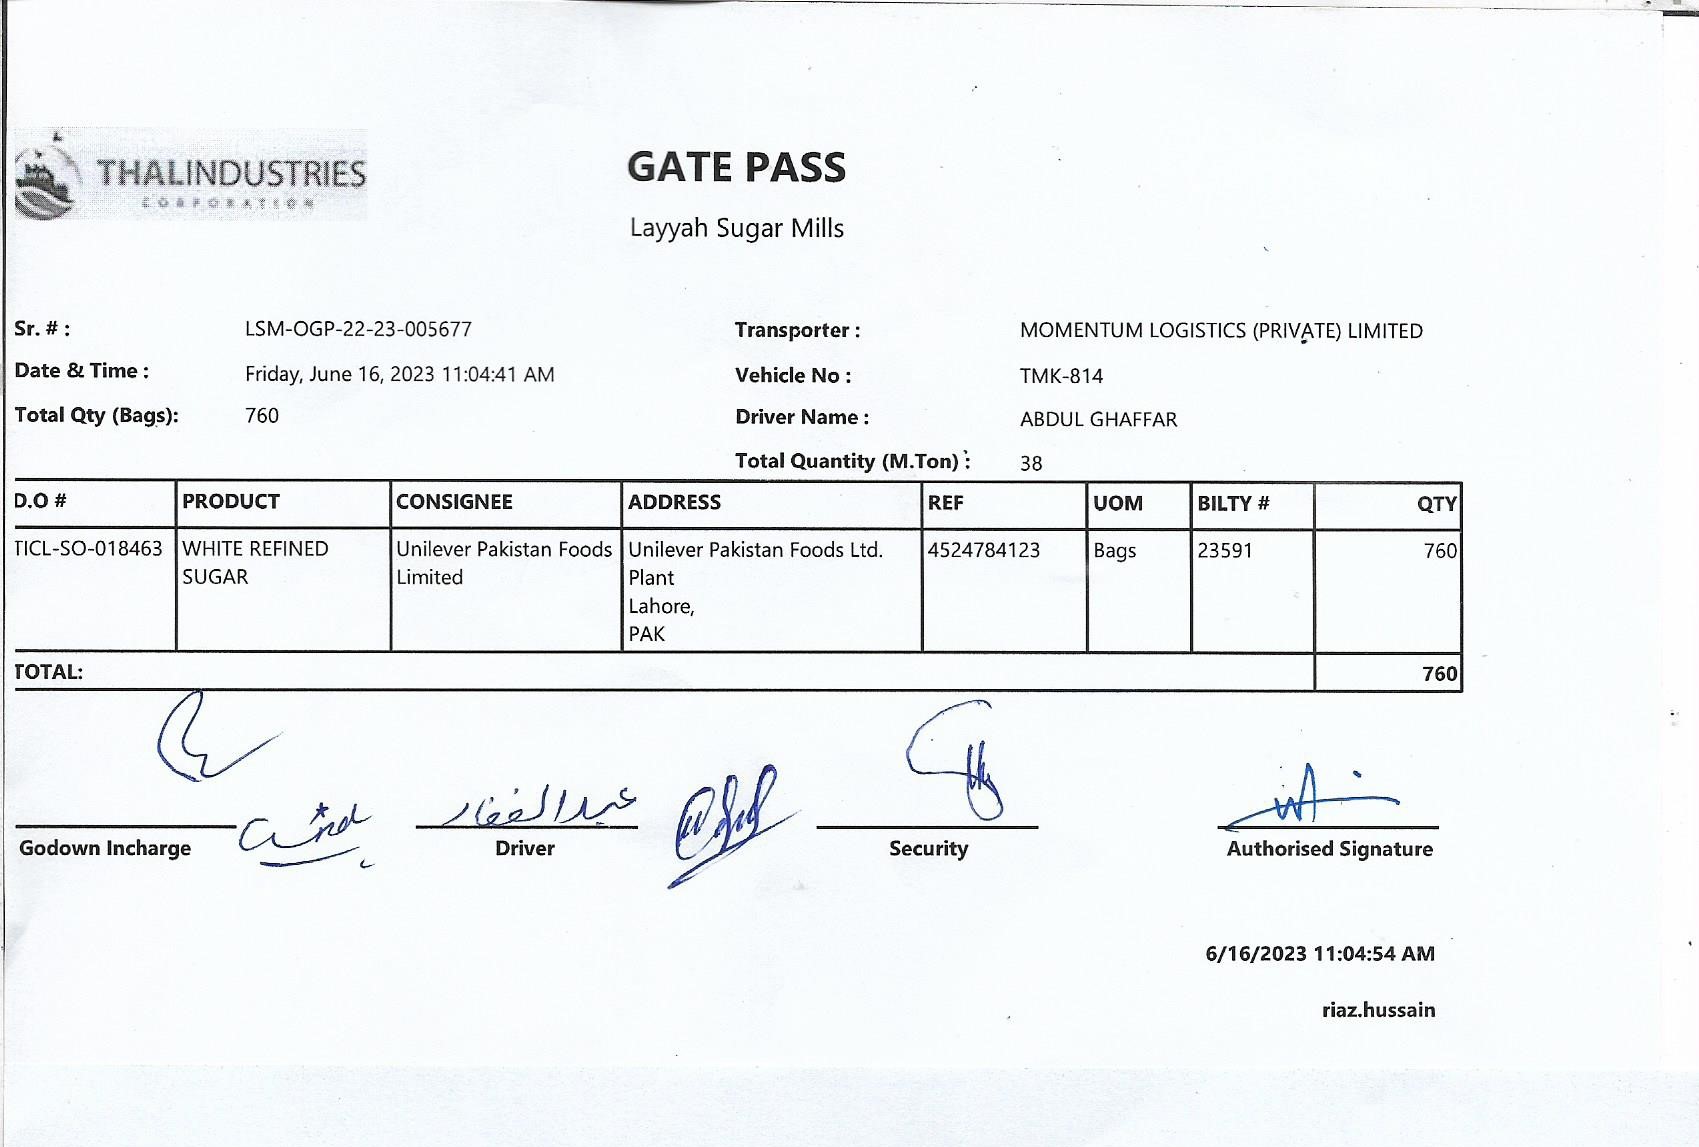 THALINDUSTRIES
CORPORATION
GATE PASS
Layyah Sugar Mills
Sr. # : LSM-OGP-22-23-005677 Transporter : MOMENTUM LOGISTICS (PRIVATE) LIMITED
Date & Time : Friday, June 16, 2023 11:04:41 AM Vehicle No : TMK-814
Total Qty (Bags): 760 Driver Name : ABDUL GHAFFAR
Total Quantity (M.Ton) : 38
D.O # PRODUCT CONSIGNEE ADDRESS REF UOM BILTY # QTY
TICL-SO-018463 WHITE REFINED Unilever Pakistan Foods Unilever Pakistan Foods Ltd. 4524784123 Bags 23591 760
SUGAR Limited Plant
Lahore,
PAK
TOTAL: 760
عبدالغفار
Godown Incharge Driver Security Authorised Signature
6/16/2023 11:04:54 AM
riaz.hussain